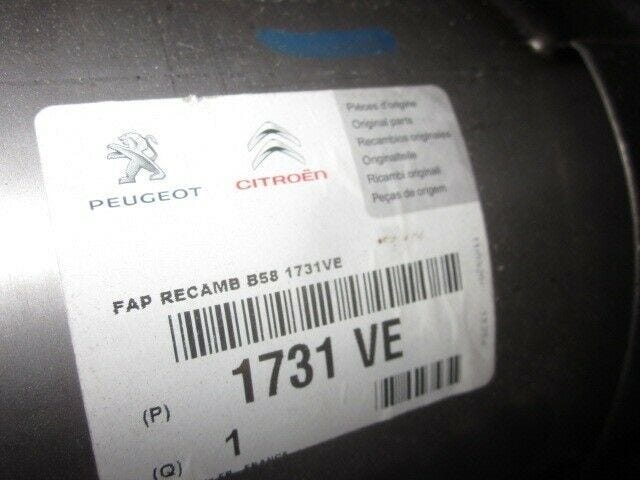 PEUGEOT
CITROËN
Pièces d'origine
Original parts
Recambios originales
Originalteile
Ricambi originali
Peças de origem
FAP RECAMB B58 1731VE
(P) 1731 VE
(Q) 1
FRANCE